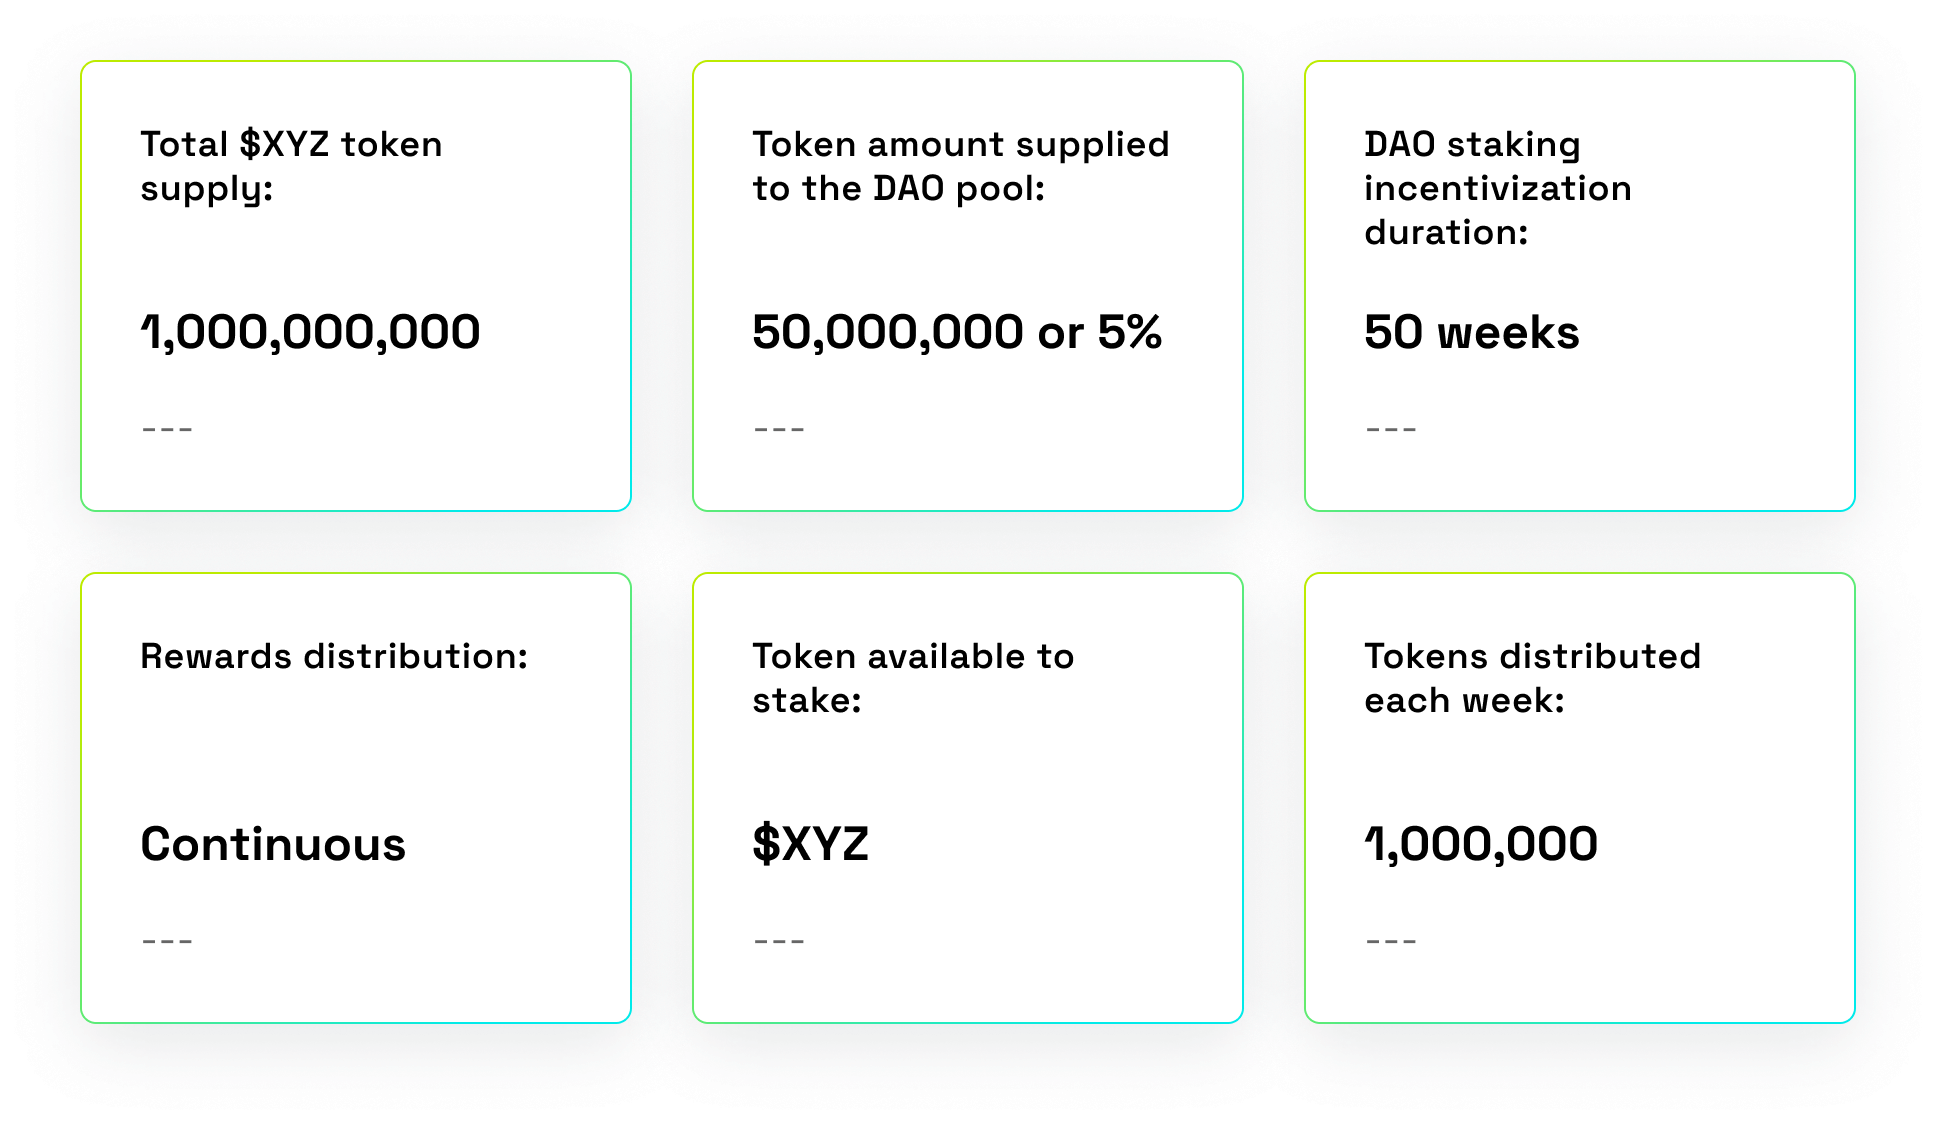 Total $XYZ token
supply:
1,000,000,000
---
Token amount supplied
to the DAO pool:
50,000,000 or 5%
---
DAO staking
incentivization
duration:
50 weeks
---
Rewards distribution:
Continuous
---
Token available to
stake:
$XYZ
---
Tokens distributed
each week:
1,000,000
---